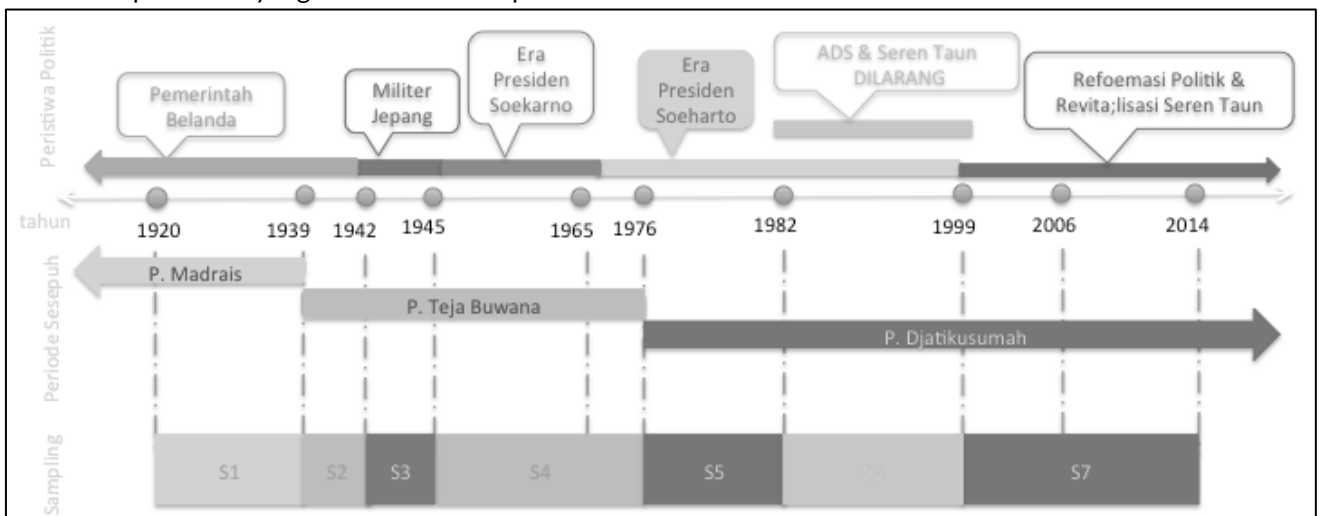 Peristiwa Politik
Pemerintah
Belanda
Militer
Jepang
Era
Presiden
Soekarno
Era
Presiden
Soeharto
ADS & Seren Taun
DILARANG
Refoemasi Politik &
Revita;lisasi Seren Taun
tahun
1920
1939
1942
1945
1965
1976
1982
1999
2006
2014
Periode Sesepuh
P. Madrais
P. Teja Buwana
P. Djatikusumah
Sampling
S1
S2
S3
S4
S5
S7